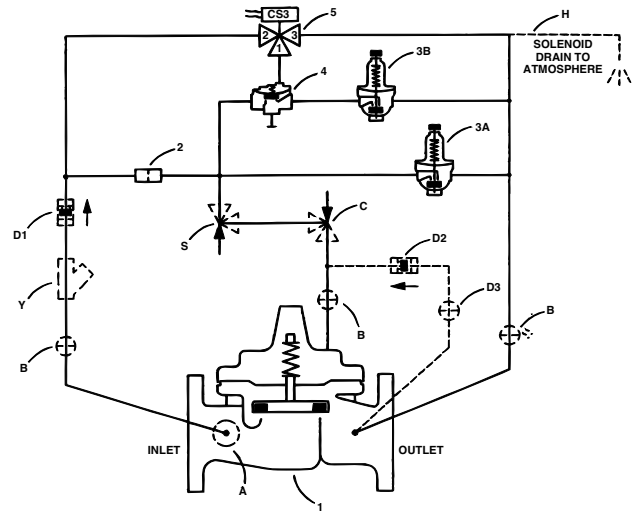 CS3
5
H
2
3
1
SOLENOID
DRAIN TO
ATMOSPHERE
3B
4
3A
2
D1
S
C
D2
Y
D3
B
B
B
INLET
OUTLET
A
1